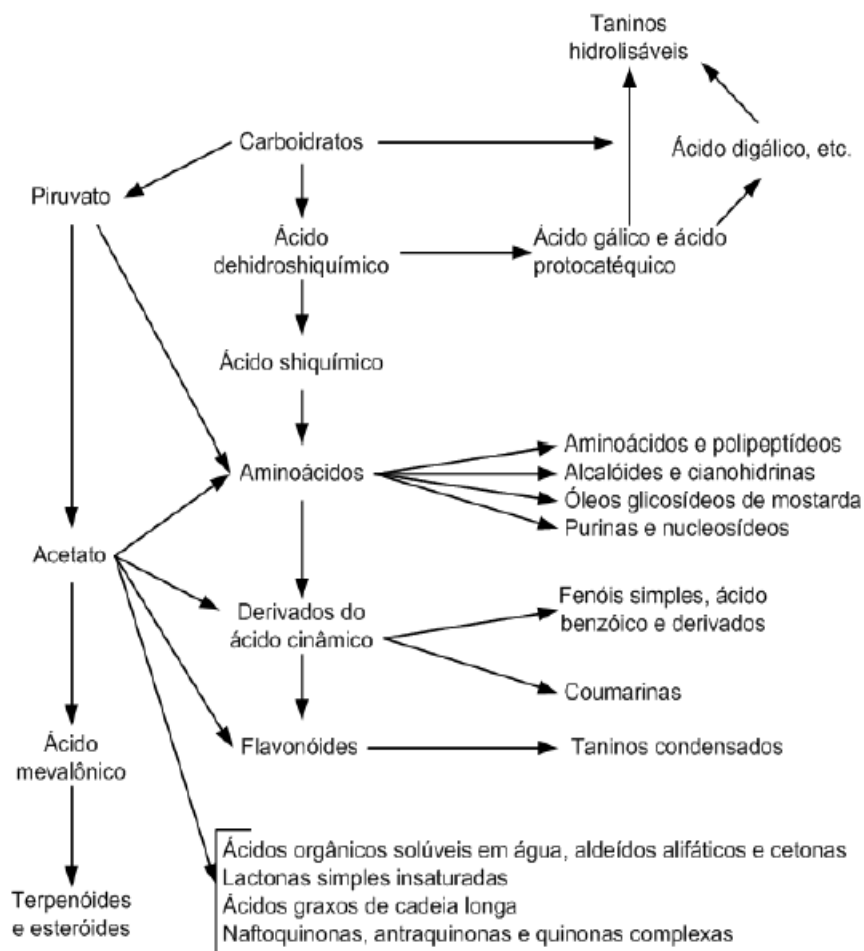 Taninos
hidrolisáveis
Carboidratos
Ácido digálico, etc.
Piruvato
Ácido
dehidroshiquímico
Ácido gálico e ácido
protocatéquico
Ácido shiquímico
Aminoácidos
Aminoácidos e polipeptídeos
Alcalóides e cianohidrinas
Óleos glicosídeos de mostarda
Purinas e nucleosídeos
Acetato
Derivados do
ácido cinâmico
Fenóis simples, ácido
benzóico e derivados
Coumarinas
Ácido
mevalônico
Flavonóides
Taninos condensados
Terpenóides
e esteróides
Ácidos orgânicos solúveis em água, aldeídos alifáticos e cetonas
Lactonas simples insaturadas
Ácidos graxos de cadeia longa
Naftoquinonas, antraquinonas e quinonas complexas